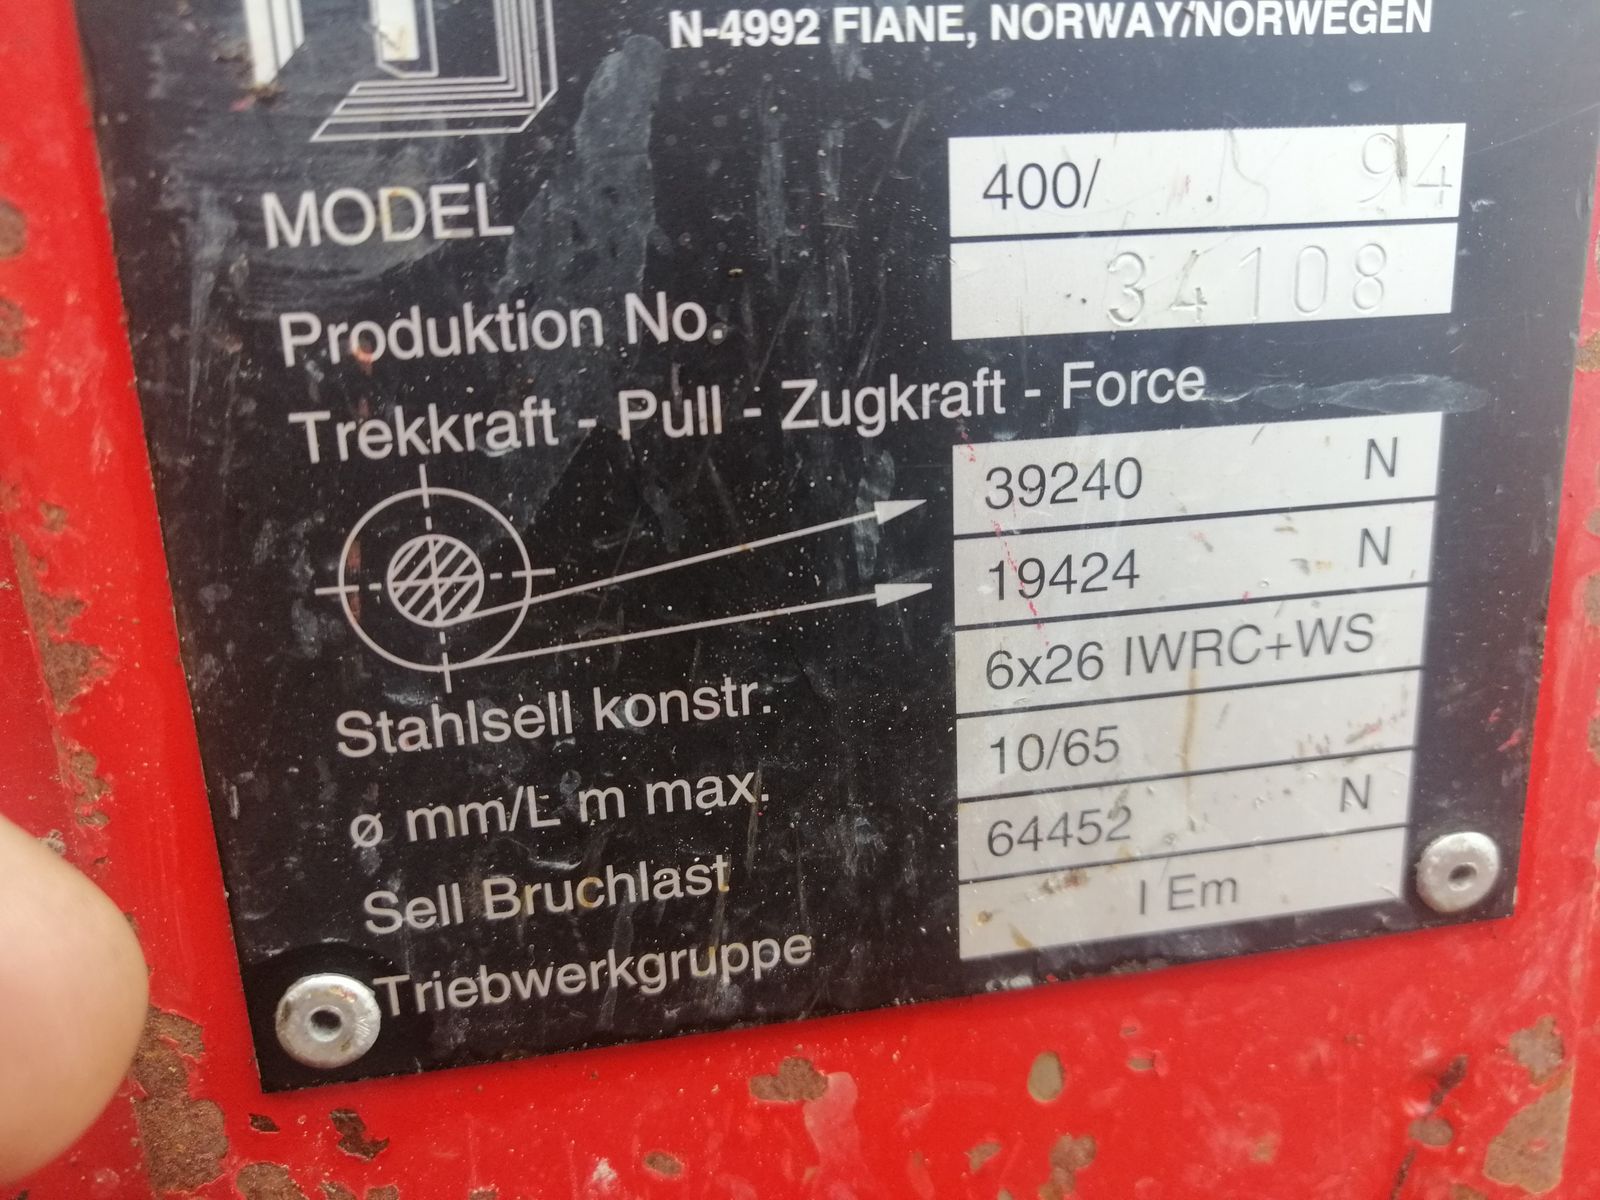 N-4992 FIANE, NORWAY/NORWEGEN
MODEL 400/ 94
Produktion No. 34108
Trekkraft - Pull - Zugkraft - Force
39240 N
19424 N
Stahlsell konstr. 6x26 IWRC+WS
ø mm/L m max. 10/65
Sell Bruchlast 64452 N
Triebwerkgruppe I Em